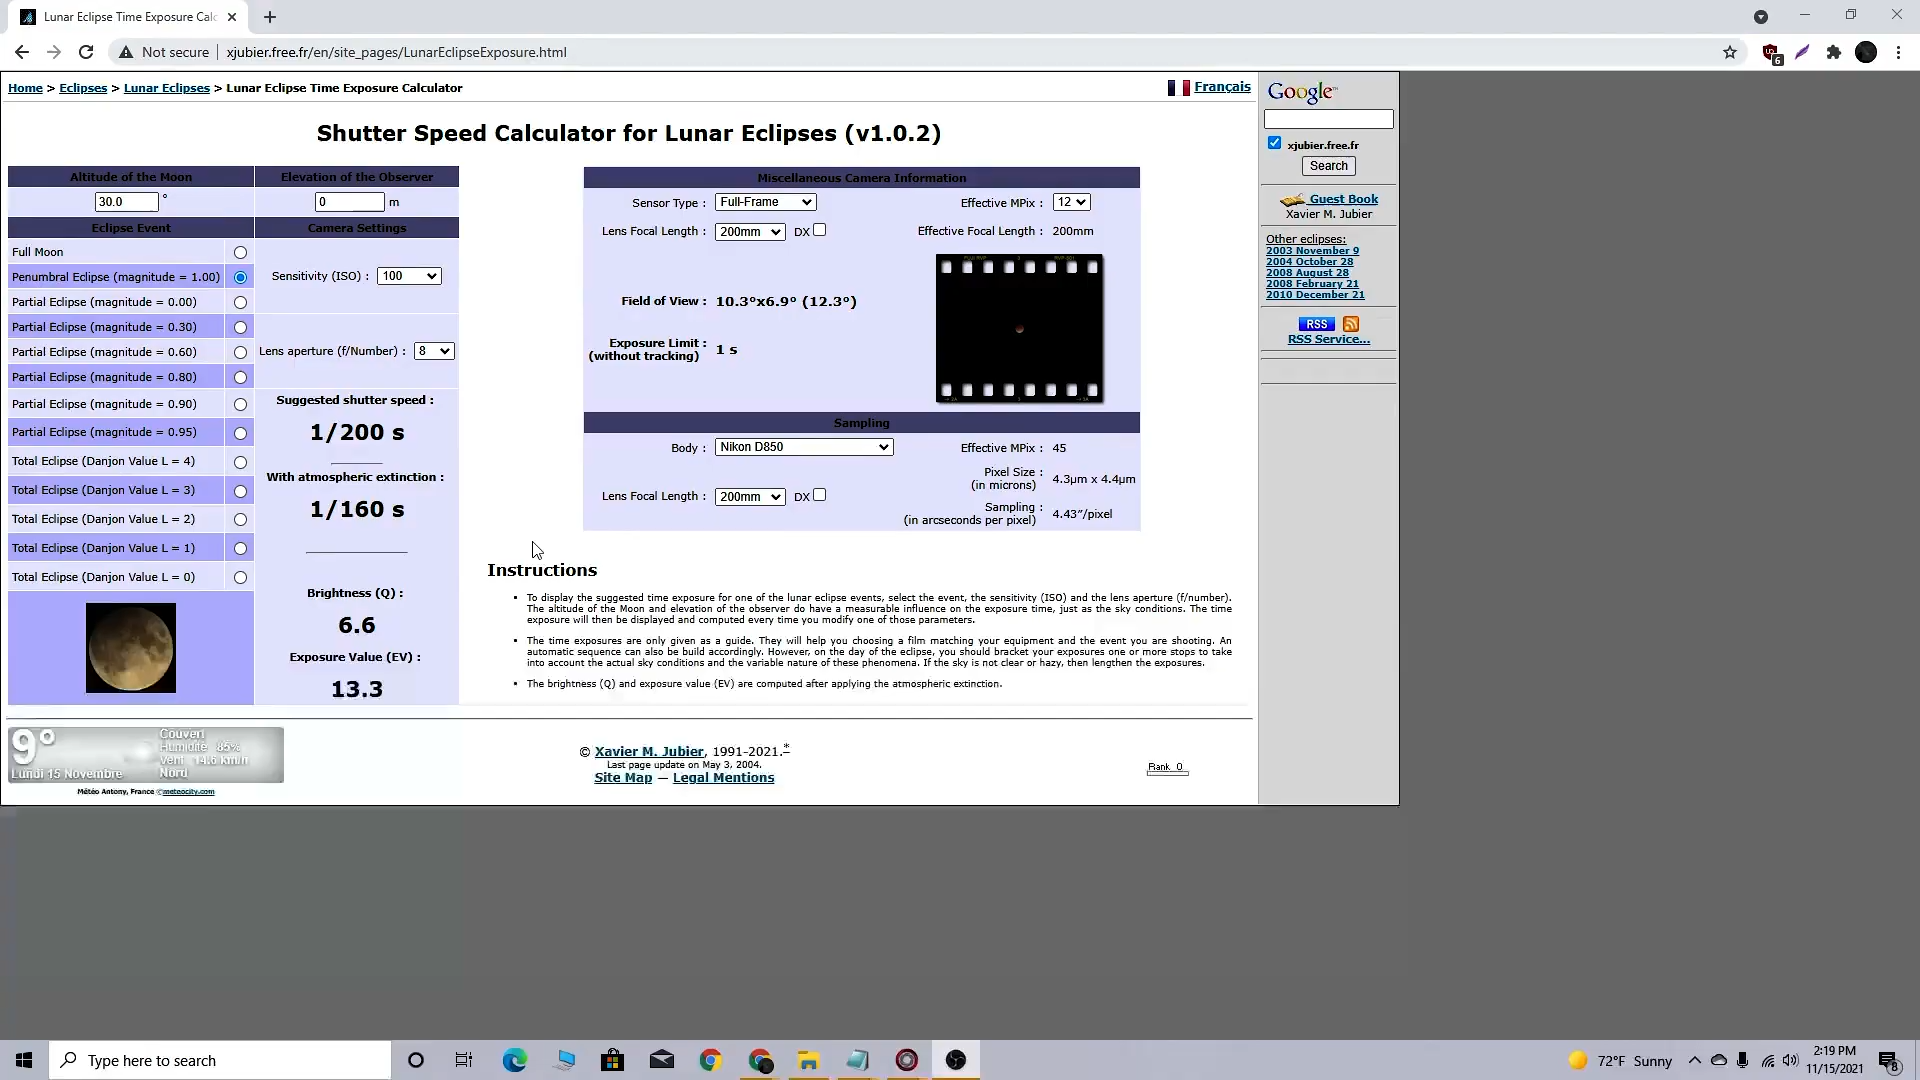 Lunar Eclipse Time Exposure Calc
Not secure
xjubier.free.fr/en/site_pages/LunarEclipseExposure.html
6
Home > Eclipses > Lunar Eclipses > Lunar Eclipse Time Exposure Calculator
Français
Shutter Speed Calculator for Lunar Eclipses (v1.0.2)
Altitude of the Moon
30.0 °
Elevation of the Observer
0 m
Eclipse Event
Full Moon
Penumbral Eclipse (magnitude = 1.00)
Partial Eclipse (magnitude = 0.00)
Partial Eclipse (magnitude = 0.30)
Partial Eclipse (magnitude = 0.60)
Partial Eclipse (magnitude = 0.80)
Partial Eclipse (magnitude = 0.90)
Partial Eclipse (magnitude = 0.95)
Total Eclipse (Danjon Value L = 4)
Total Eclipse (Danjon Value L = 3)
Total Eclipse (Danjon Value L = 2)
Total Eclipse (Danjon Value L = 1)
Total Eclipse (Danjon Value L = 0)
Camera Settings
Sensitivity (ISO) : 100
Lens aperture (f/Number) : 8
Suggested shutter speed :
1/200 s
With atmospheric extinction :
1/160 s
Brightness (Q) :
6.6
Exposure Value (EV) :
13.3
Miscellaneous Camera Information
Sensor Type : Full-Frame
Effective MPix : 12
Lens Focal Length : 200mm DX
Effective Focal Length : 200mm
Field of View : 10.3°x6.9° (12.3°)
Exposure Limit :
(without tracking)
1 s
Sampling
Body : Nikon D850
Effective MPix : 45
Pixel Size :
(in microns)
4.3µm x 4.4µm
Lens Focal Length : 200mm DX
Sampling :
(in arcseconds per pixel)
4.43″/pixel
Instructions
• To display the suggested time exposure for one of the lunar eclipse events, select the event, the sensitivity (ISO) and the lens aperture (f/number).
The altitude of the Moon and elevation of the observer do have a measurable influence on the exposure time, just as the sky conditions. The time
exposure will then be displayed and computed every time you modify one of those parameters.
• The time exposures are only given as a guide. They will help you choosing a film matching your equipment and the event you are shooting. An
automatic sequence can also be build accordingly. However, on the day of the eclipse, you should bracket your exposures one or more stops to take
into account the actual sky conditions and the variable nature of these phenomena. If the sky is not clear or hazy, then lengthen the exposures.
• The brightness (Q) and exposure value (EV) are computed after applying the atmospheric extinction.
Google™
xjubier.free.fr
Search
Guest Book
Xavier M. Jubier
Other eclipses:
2003 November 9
2004 October 28
2008 August 28
2008 February 21
2010 December 21
RSS
RSS Service...
9°
Couvert
Humidité 85%
Vent 14.6 km/h
Nord
Lundi 15 Novembre
Météo Antony, France ©meteocity.com
© Xavier M. Jubier, 1991-2021.*
Last page update on May 3, 2004.
Site Map — Legal Mentions
Rank 0
Type here to search
72°F Sunny
2:19 PM
11/15/2021
8